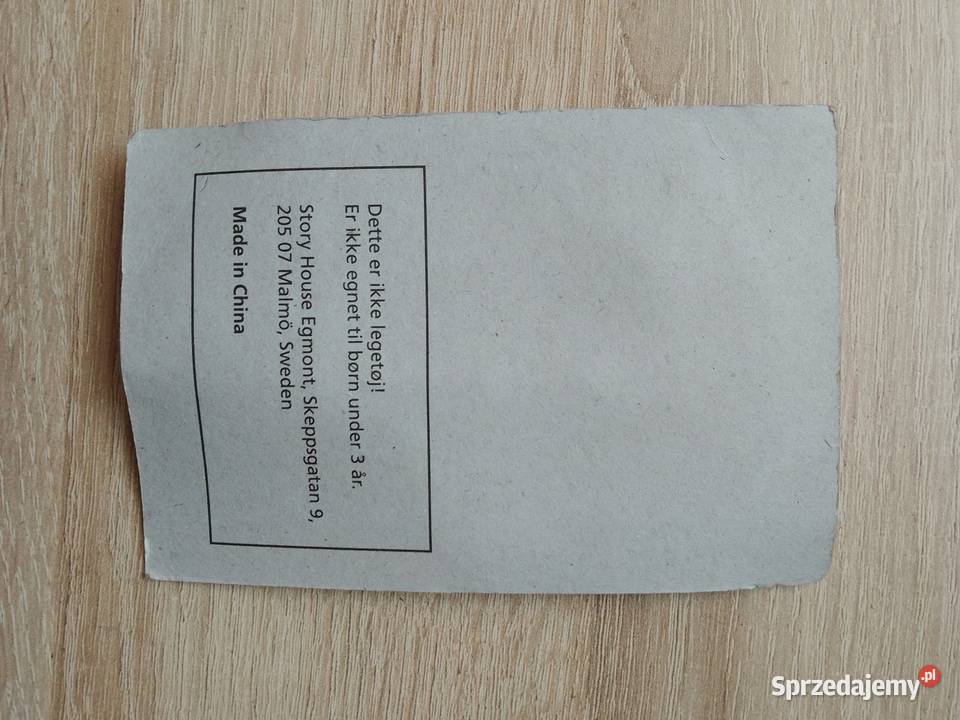 Dette er ikke legetøj!
Er ikke egnet til børn under 3 år.
Story House Egmont, Skeppsgatan 9,
205 07 Malmö, Sweden
Made in China
Sprzedajemy.pl